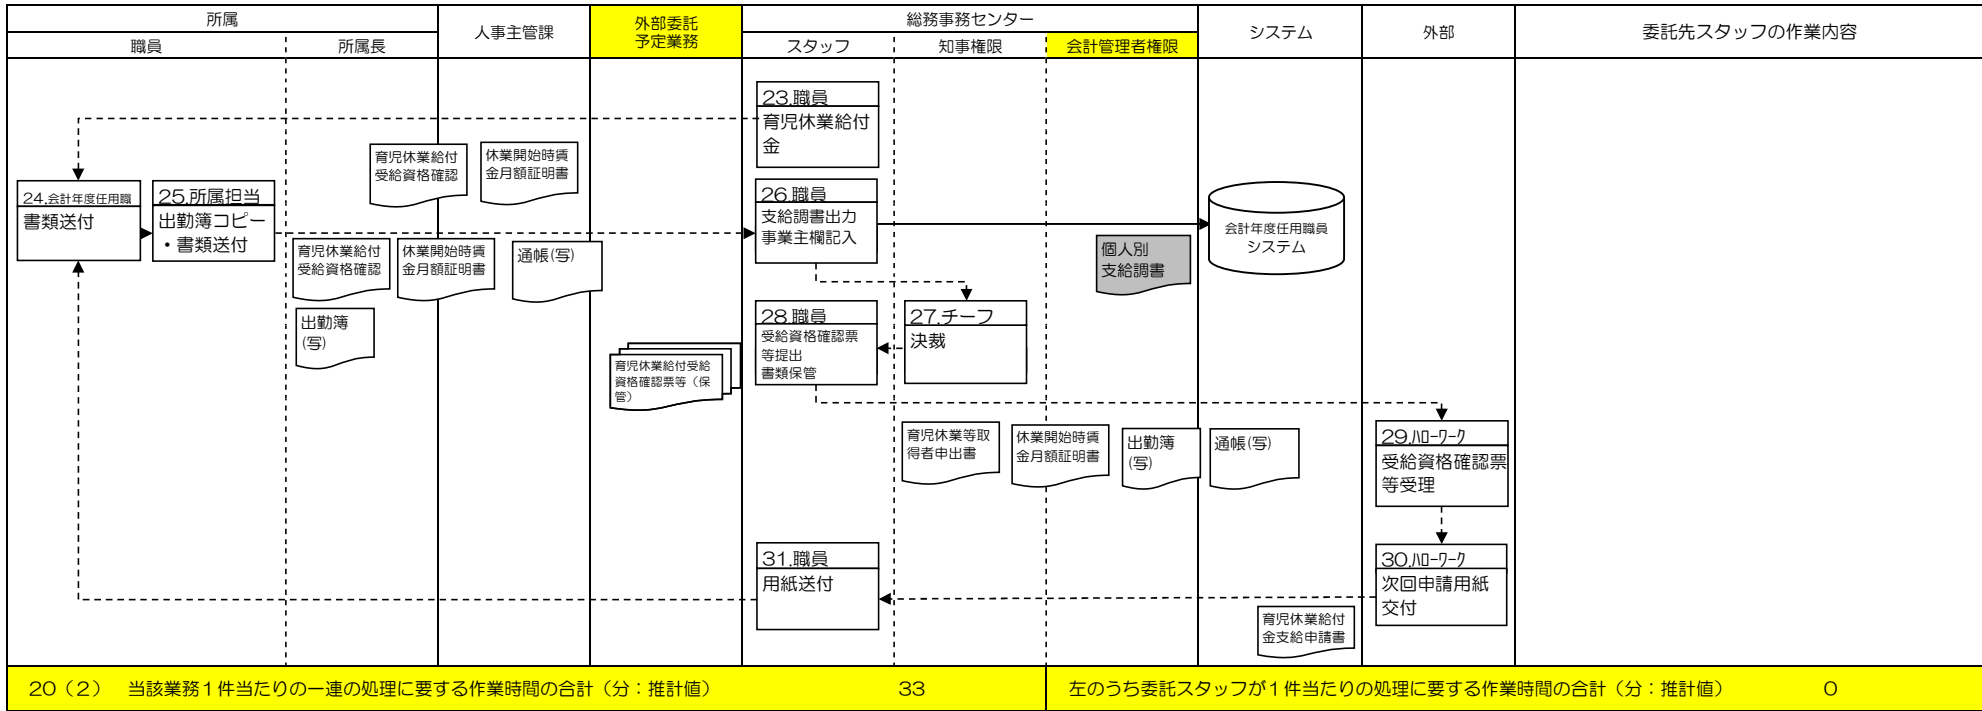 所属
人事主管課
外部委託
予定業務
総務事務センター
システム
外部
委託先スタッフの作業内容
職員
所属長
スタッフ
知事権限
会計管理者権限
23.職員
育児休業給付
金
育児休業給付
受給資格確認
休業開始時賃
金月額証明書
24.会計年度任用職
書類送付
25.所属担当
出勤簿コピー
・書類送付
26.職員
支給調書出力
事業主欄記入
会計年度任用職員
システム
育児休業給付
受給資格確認
休業開始時賃
金月額証明書
通帳(写)
個人別
支給調書
出勤簿
(写)
28.職員
受給資格確認票
等提出
書類保管
27.チーフ
決裁
育児休業給付受給
資格確認票等（保
管）
育児休業等取
得者申出書
休業開始時賃
金月額証明書
出勤簿
(写)
通帳(写)
29.ﾊﾛｰﾜｰｸ
受給資格確認票
等受理
31.職員
用紙送付
30.ﾊﾛｰﾜｰｸ
次回申請用紙
交付
育児休業給付
金支給申請書
20（２）　当該業務１件当たりの一連の処理に要する作業時間の合計（分：推計値）　33
左のうち委託スタッフが１件当たりの処理に要する作業時間の合計（分：推計値）　0